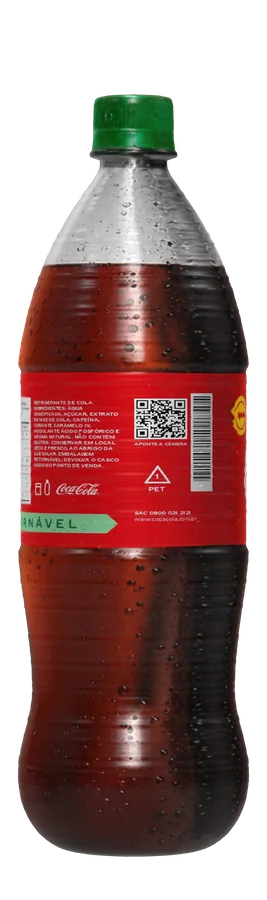 REFRIGERANTE DE COLA.
INGREDIENTES: ÁGUA
GASEIFICADA, AÇÚCAR, EXTRATO
DE NOZ DE COLA, CAFEÍNA,
CORANTE CARAMELO IV,
ACIDULANTE ÁCIDO FOSFÓRICO E
AROMA NATURAL. NÃO CONTÉM
GLÚTEN. CONSERVAR EM LOCAL
SECO E FRESCO, AO ABRIGO DA
LUZ SOLAR. EMBALAGEM
RETORNÁVEL: DEVOLVA O CASCO
VAZIO NO PONTO DE VENDA.
APONTE A CÂMERA
Coca-Cola
1
PET
RNÁVEL
SAC 0800 021 2121
www.cocacola.com.br